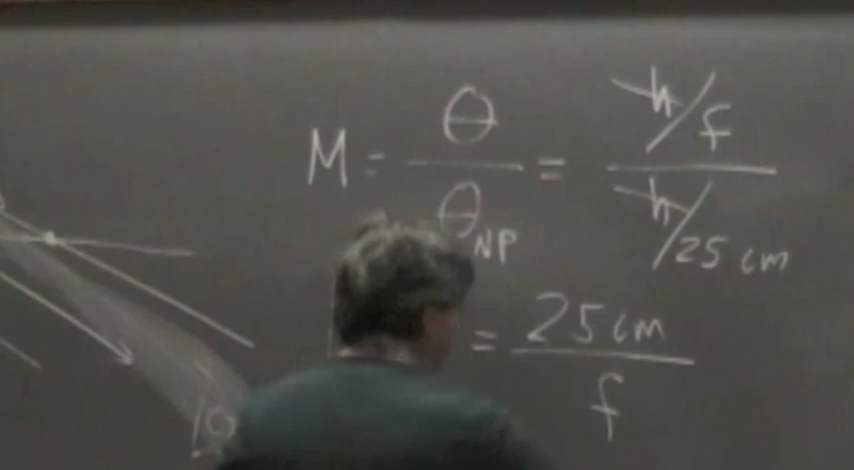 M = θ / θNP = h/f / h/25 cm
= 25 cm / f